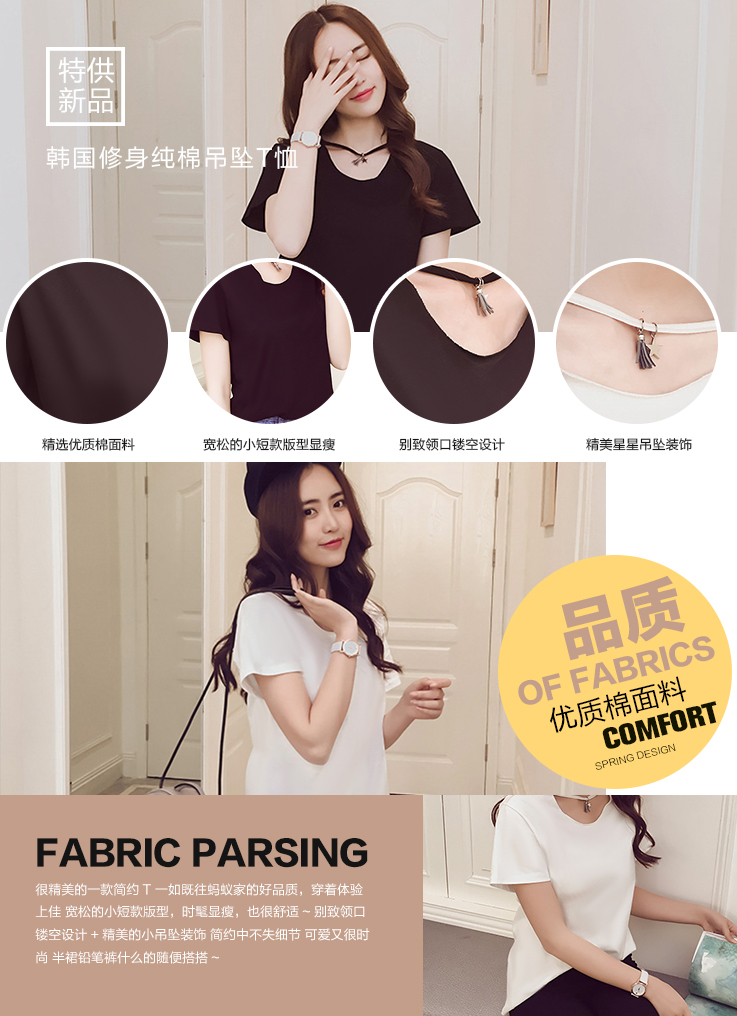 特供
新品
韩国修身纯棉吊坠T恤
精选优质棉面料
宽松的小短款版型显瘦
别致领口镂空设计
精美星星吊坠装饰
品质
OF FABRICS
优质棉面料
COMFORT
SPRING DESIGN
FABRIC PARSING
很精美的一款简约 T 一如既往蚂蚁家的好品质，穿着体验
上佳 宽松的小短款版型，时髦显瘦，也很舒适 ~ 别致领口
镂空设计 + 精美的小吊坠装饰 简约中不失细节 可爱又很时
尚 半裙铅笔裤什么的随便搭搭 ~